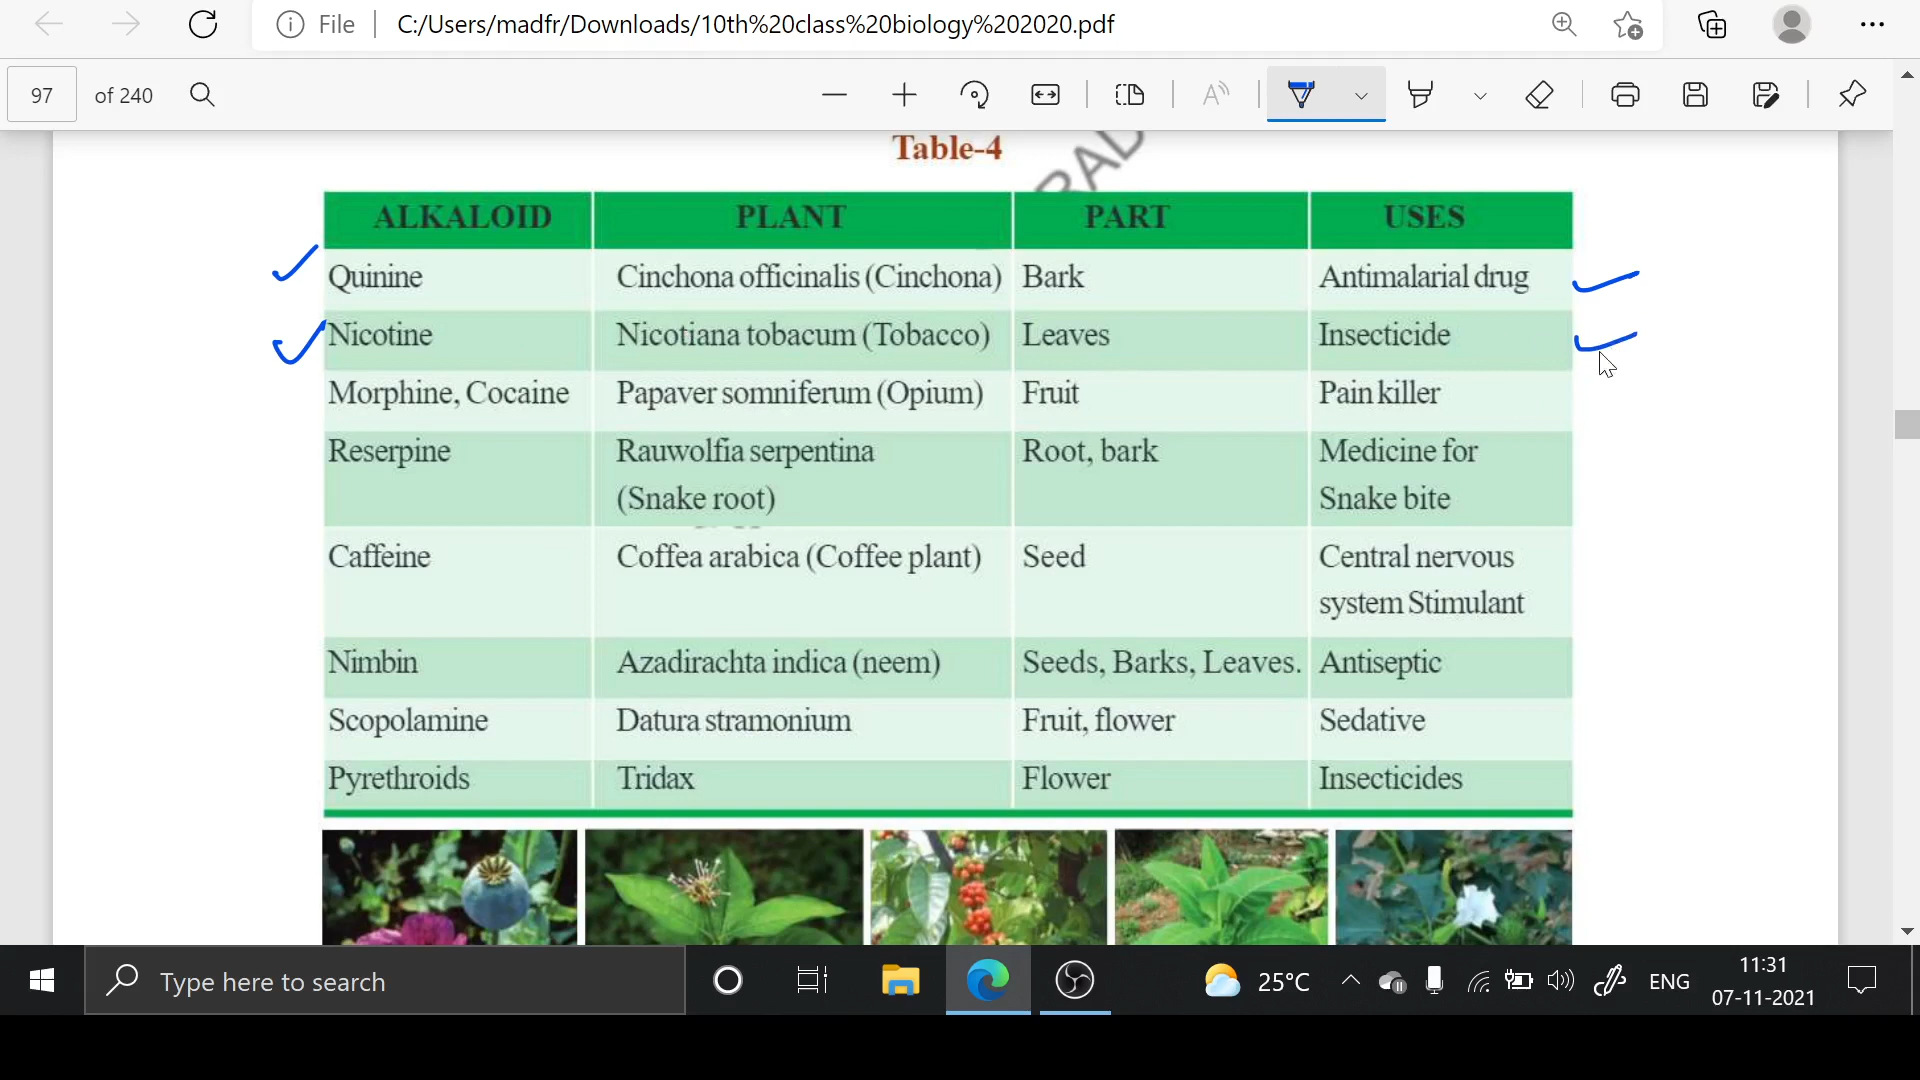 File
C:/Users/madfr/Downloads/10th%20class%20biology%202020.pdf
97 of 240
Table-4
RAD
ALKALOID PLANT PART USES
Quinine Cinchona officinalis (Cinchona) Bark Antimalarial drug
Nicotine Nicotiana tobacum (Tobacco) Leaves Insecticide
Morphine, Cocaine Papaver somniferum (Opium) Fruit Pain killer
Reserpine Rauwolfia serpentina Root, bark Medicine for
(Snake root) Snake bite
Caffeine Coffea arabica (Coffee plant) Seed Central nervous
system Stimulant
Nimbin Azadirachta indica (neem) Seeds, Barks, Leaves. Antiseptic
Scopolamine Datura stramonium Fruit, flower Sedative
Pyrethroids Tridax Flower Insecticides
Type here to search
25°C
ENG
11:31
07-11-2021